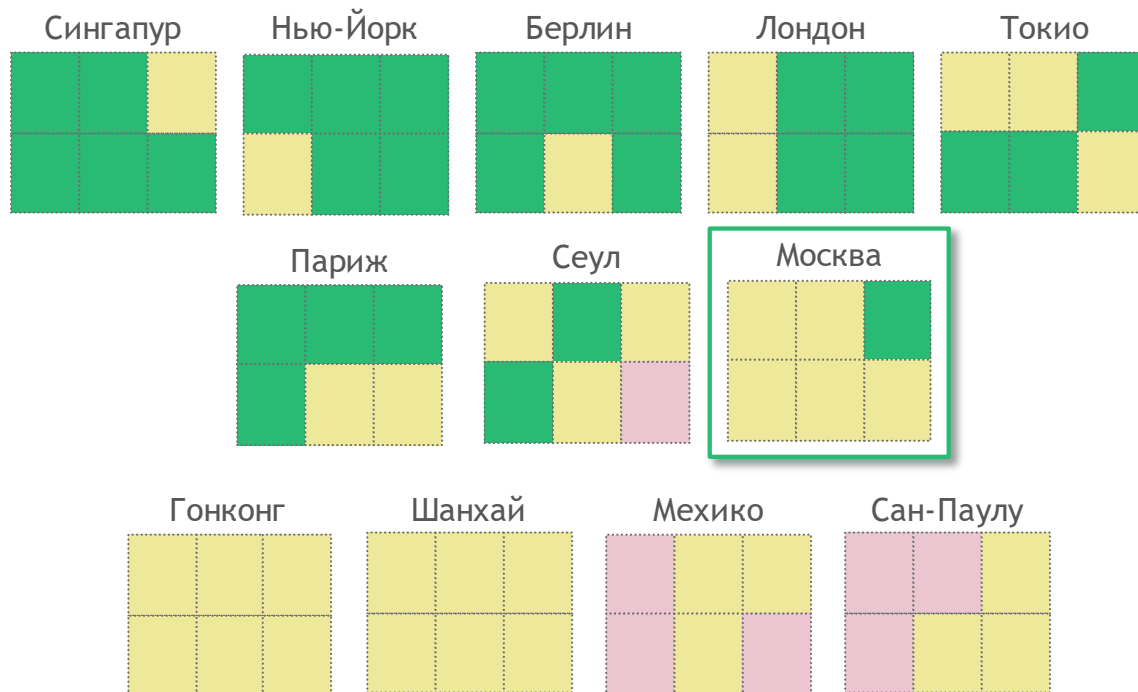 Сингапур
Нью-Йорк
Берлин
Лондон
Токио
Париж
Сеул
Москва
Гонконг
Шанхай
Мехико
Сан-Паулу